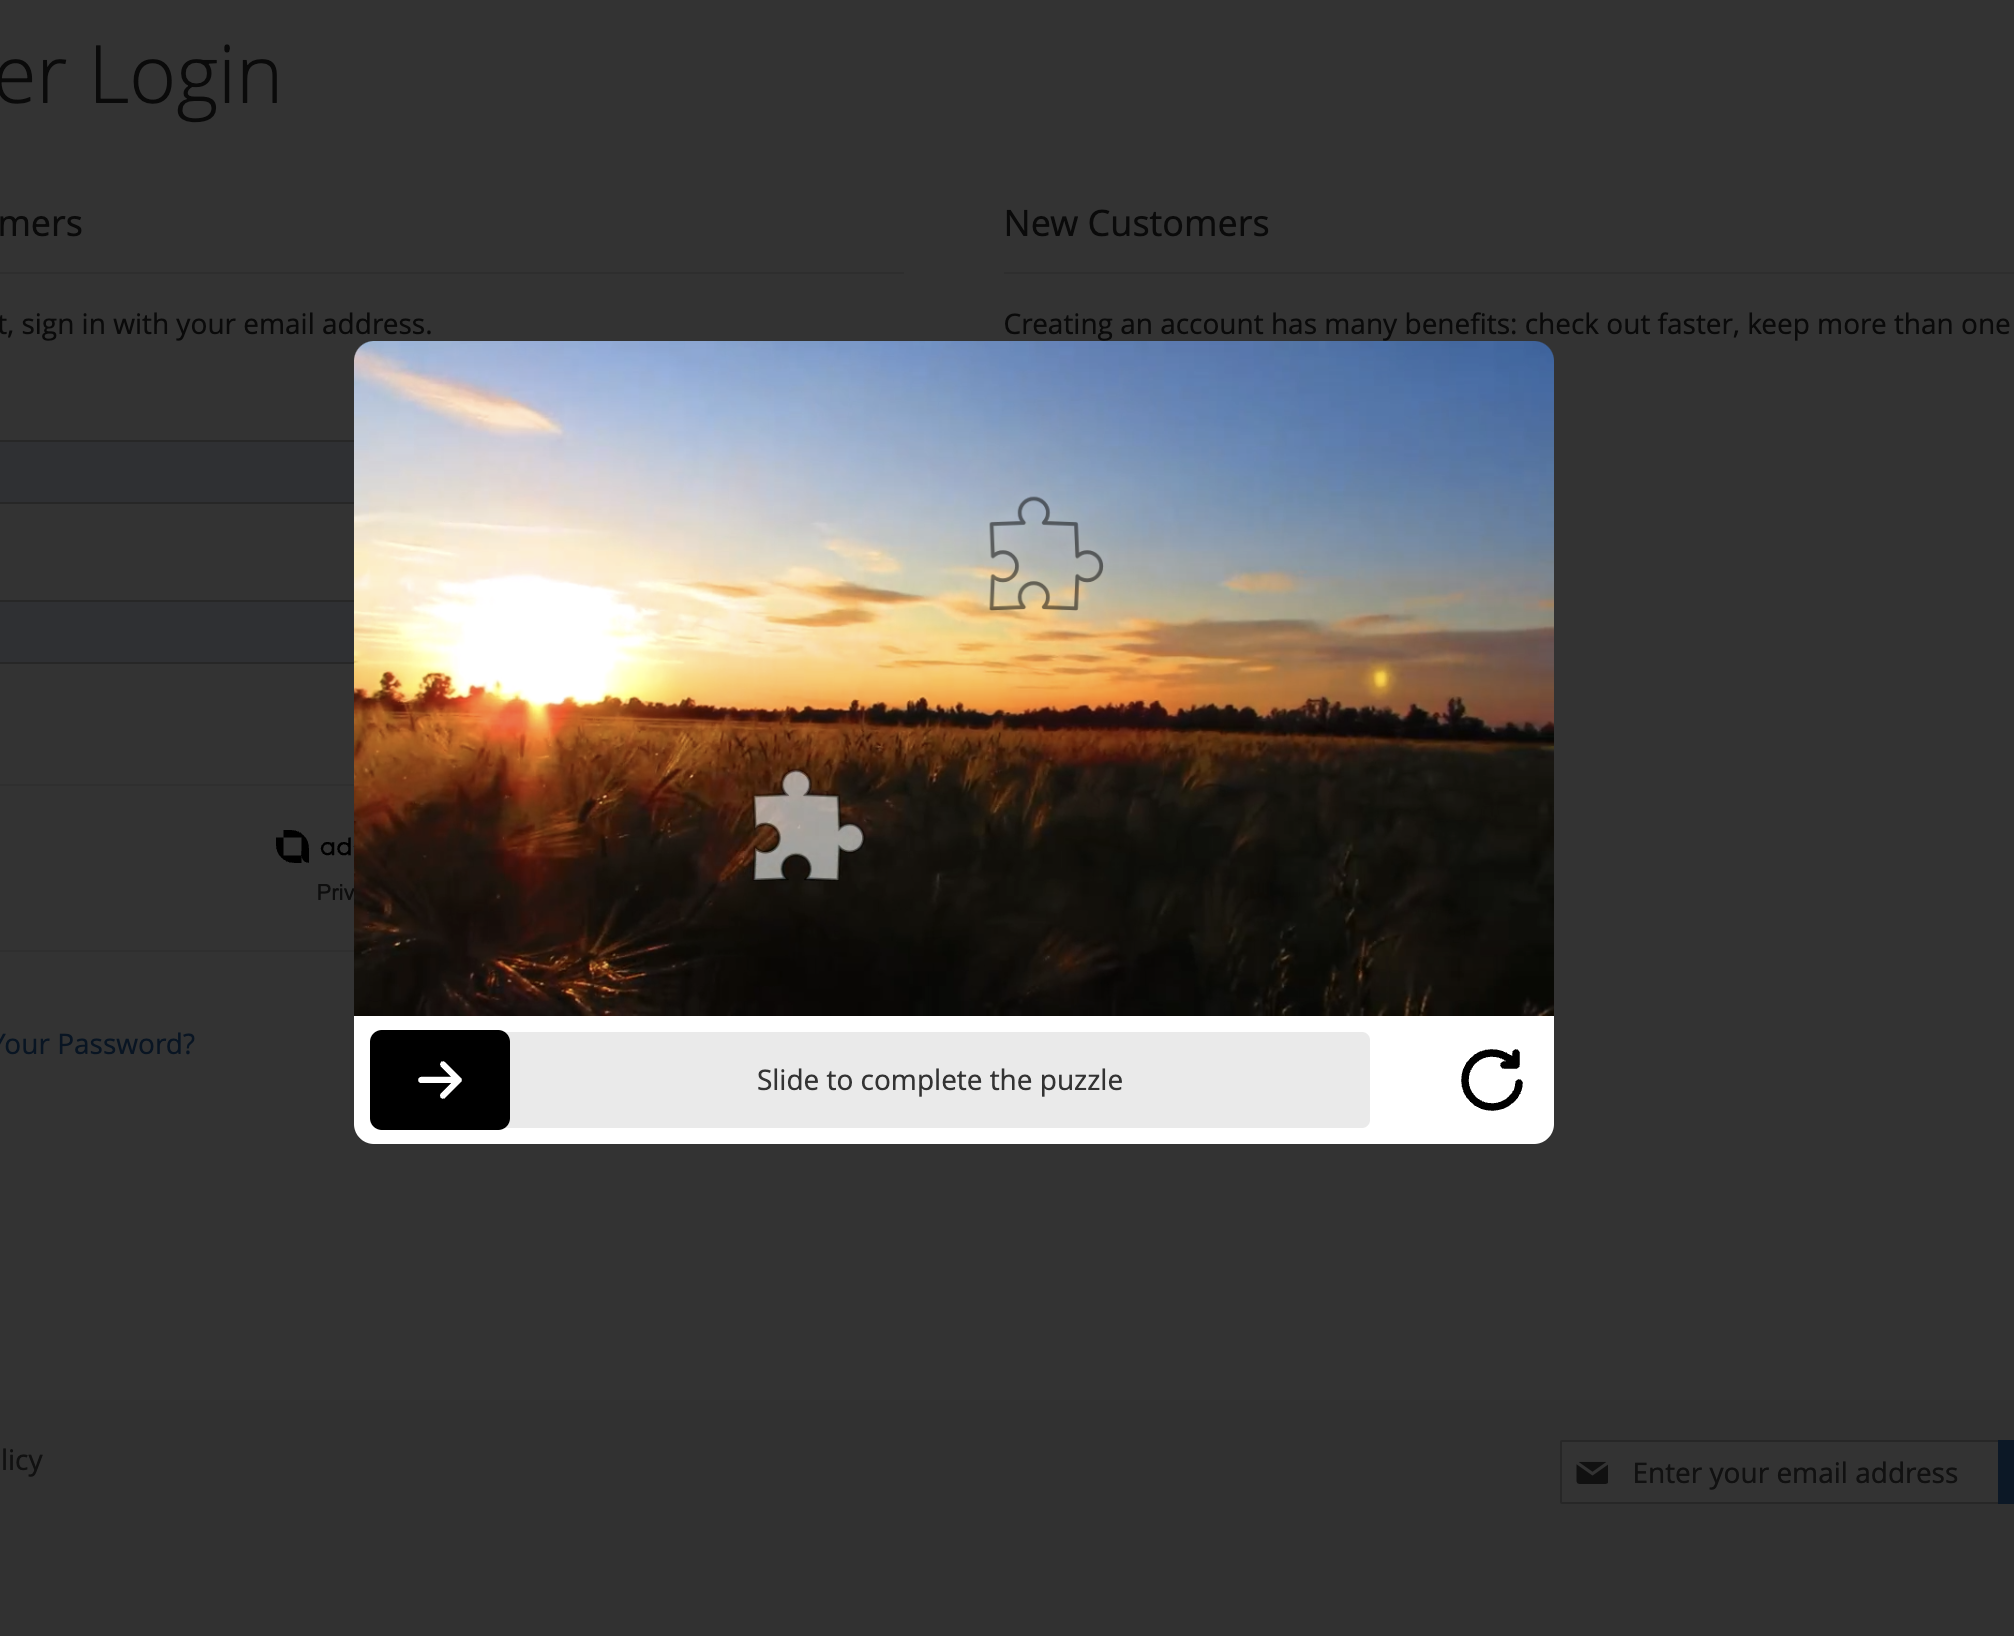 er Login
mers
New Customers
t, sign in with your email address.
Creating an account has many benefits: check out faster, keep more than one
ad
Priv
Your Password?
Slide to complete the puzzle
licy
Enter your email address